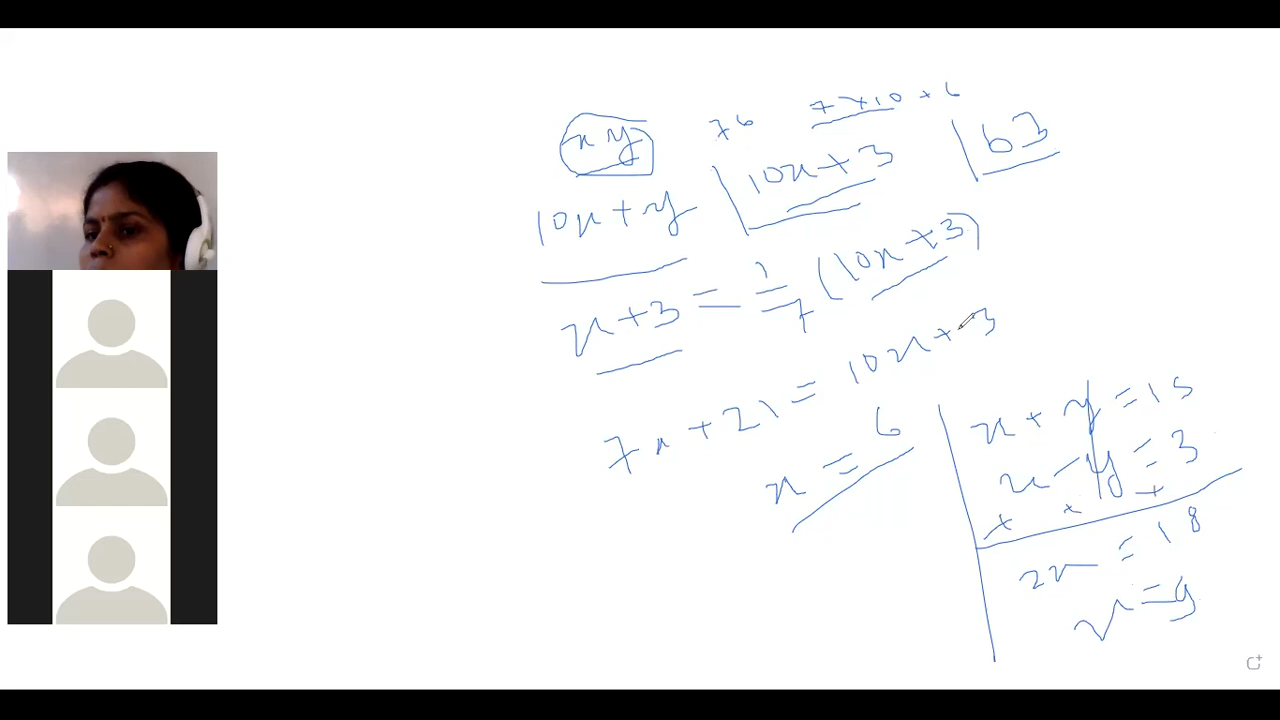 xy
76
7×10+6
10x+y
10x+3
63
x+3 = 1/7 (10x+3)
7x+21 = 10x+3
x = 6
x+y=15
x-y=3
+ + +
2x = 18
x=9